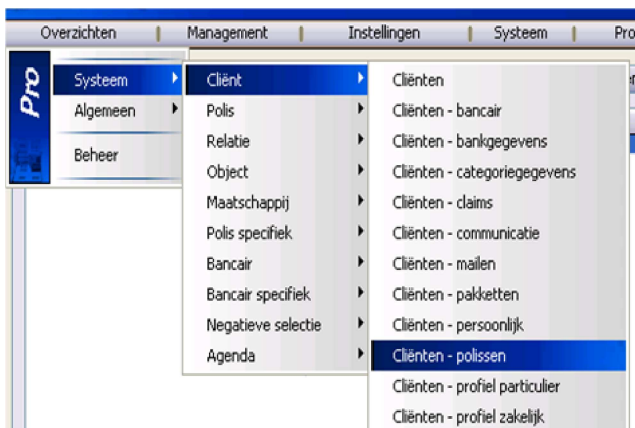 Overzichten | Management | Instellingen | Systeem | Pro
Pro
Systeem
Algemeen
Beheer
Cliënt
Polis
Relatie
Object
Maatschappij
Polis specifiek
Bancair
Bancair specifiek
Negatieve selectie
Agenda
Cliënten
Cliënten - bancair
Cliënten - bankgegevens
Cliënten - categoriegegevens
Cliënten - claims
Cliënten - communicatie
Cliënten - mailen
Cliënten - pakketten
Cliënten - persoonlijk
Cliënten - polissen
Cliënten - profiel particulier
Cliënten - profiel zakelijk